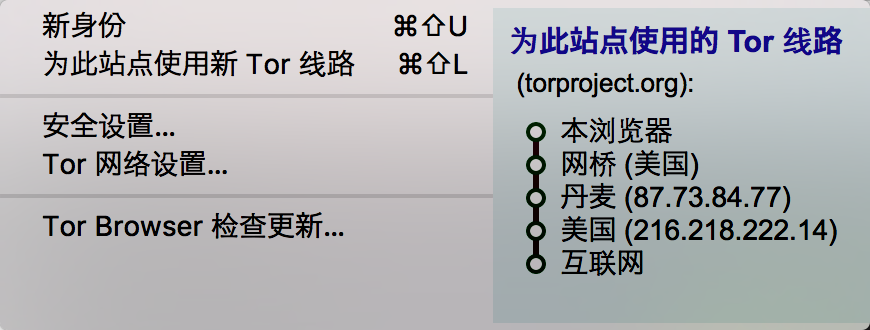 新身份 ⌘⇧U
为此站点使用新 Tor 线路 ⌘⇧L
安全设置...
Tor 网络设置...
Tor Browser 检查更新...
为此站点使用的 Tor 线路
(torproject.org):
本浏览器
网桥 (美国)
丹麦 (87.73.84.77)
美国 (216.218.222.14)
互联网